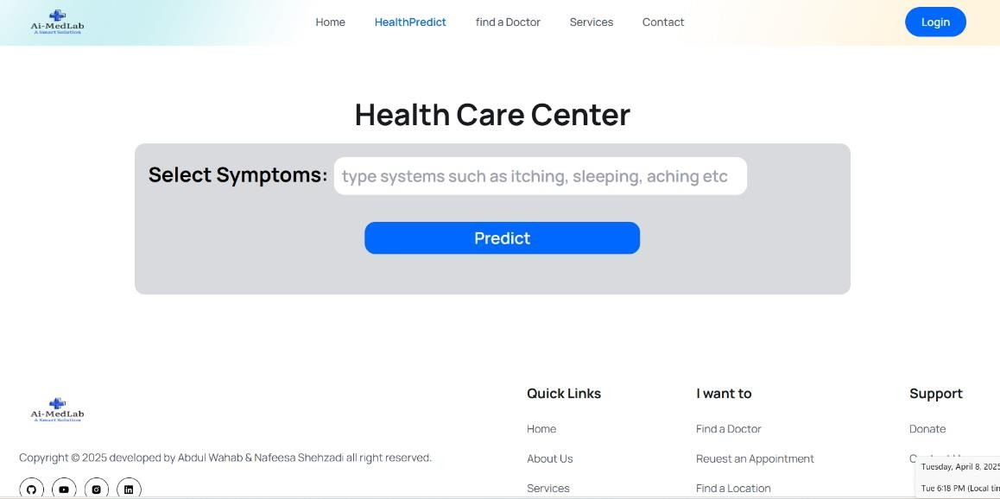 Ai-MedLab
A Smart Solution
Home
HealthPredict
find a Doctor
Services
Contact
Login
Health Care Center
Select Symptoms:
type systems such as itching, sleeping, aching etc
Predict
Ai-MedLab
A Smart Solution
Copyright © 2025 developed by Abdul Wahab & Nafeesa Shehzadi all right reserved.
Quick Links
Home
About Us
Services
I want to
Find a Doctor
Reuest an Appointment
Find a Location
Support
Donate
Tuesday, April 8, 2025
Tue 6:18 PM (Local